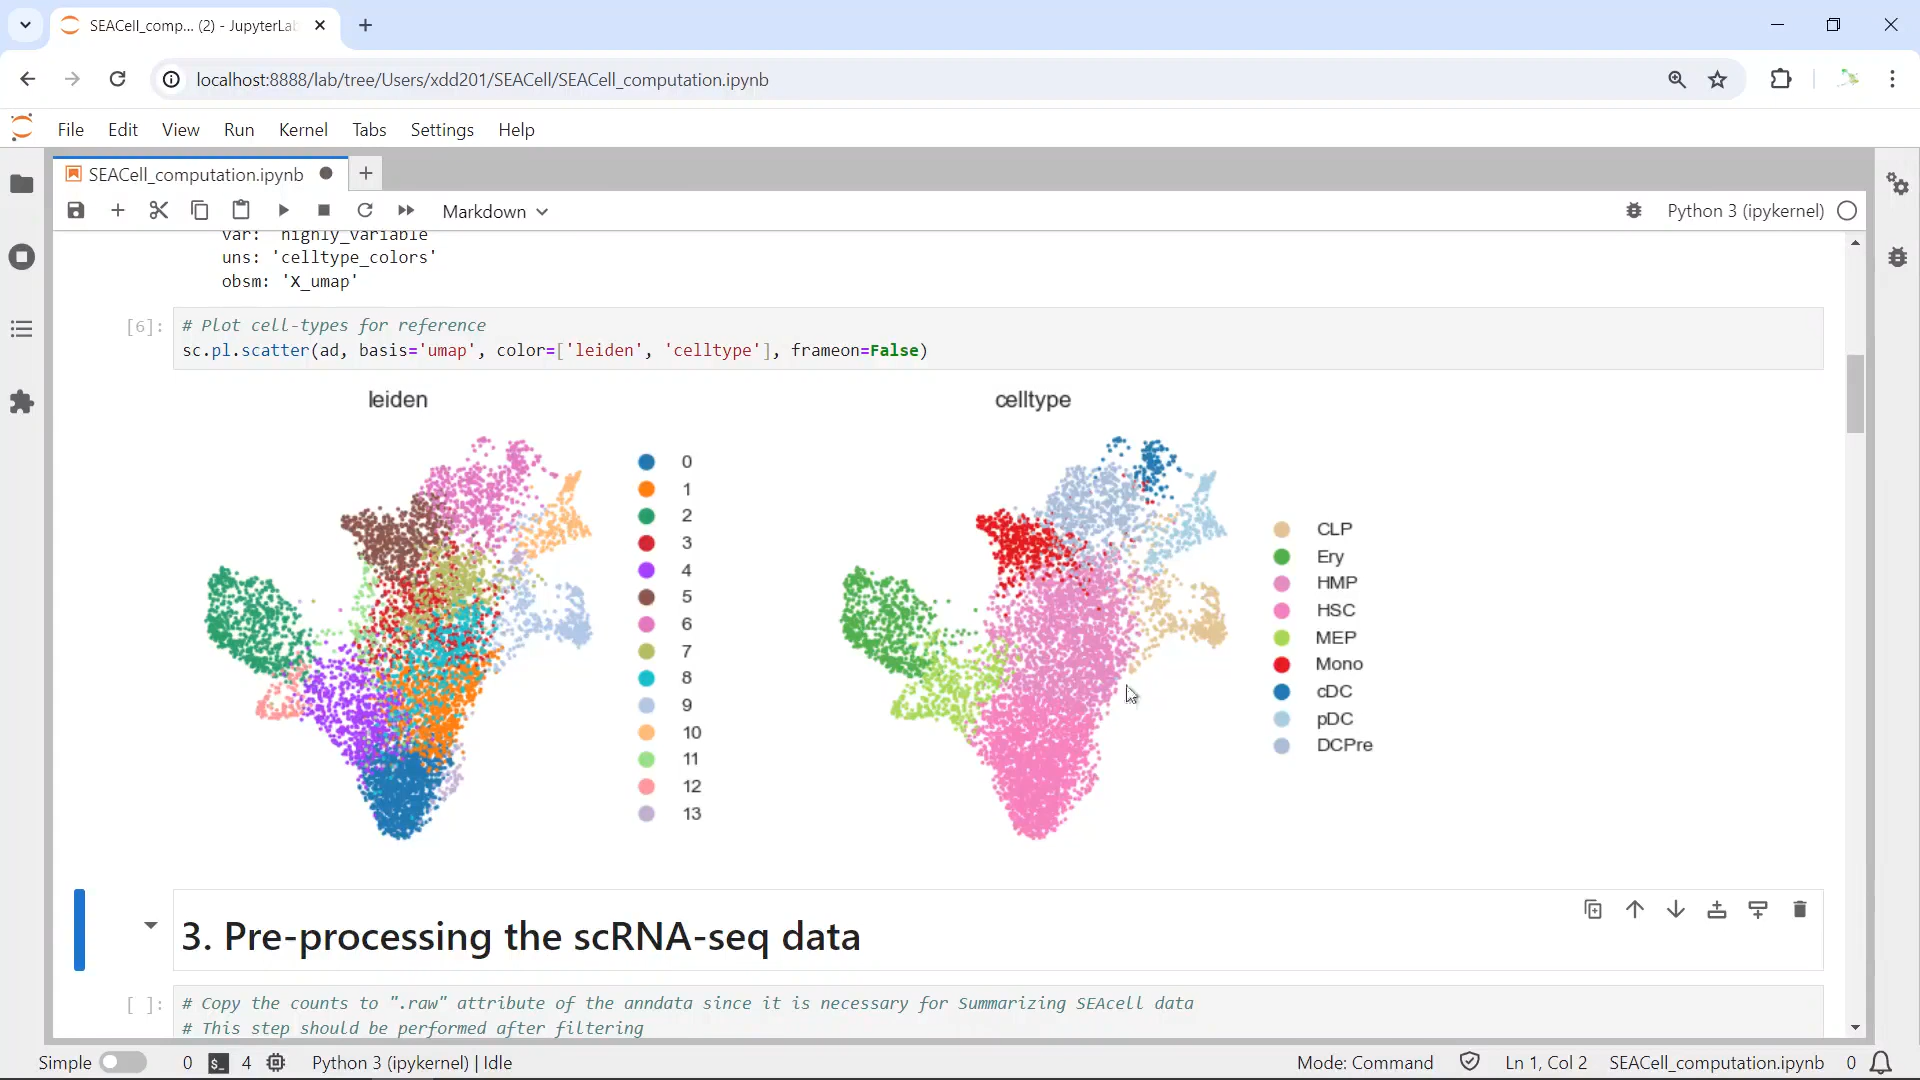 SEACell_comp... (2) - JupyterLab
localhost:8888/lab/tree/Users/xdd201/SEACell/SEACell_computation.ipynb
File Edit View Run Kernel Tabs Settings Help
SEACell_computation.ipynb
Markdown
Python 3 (ipykernel)
var: 'highly_variable'
uns: 'celltype_colors'
obsm: 'X_umap'
[6]:
# Plot cell-types for reference
sc.pl.scatter(ad, basis='umap', color=['leiden', 'celltype'], frameon=False)
leiden
0
1
2
3
4
5
6
7
8
9
10
11
12
13
celltype
CLP
Ery
HMP
HSC
MEP
Mono
cDC
pDC
DCPre
3. Pre-processing the scRNA-seq data
[ ]:
# Copy the counts to ".raw" attribute of the anndata since it is necessary for Summarizing SEAcell data
# This step should be performed after filtering
Simple 0 4 Python 3 (ipykernel) | Idle Mode: Command Ln 1, Col 2 SEACell_computation.ipynb 0